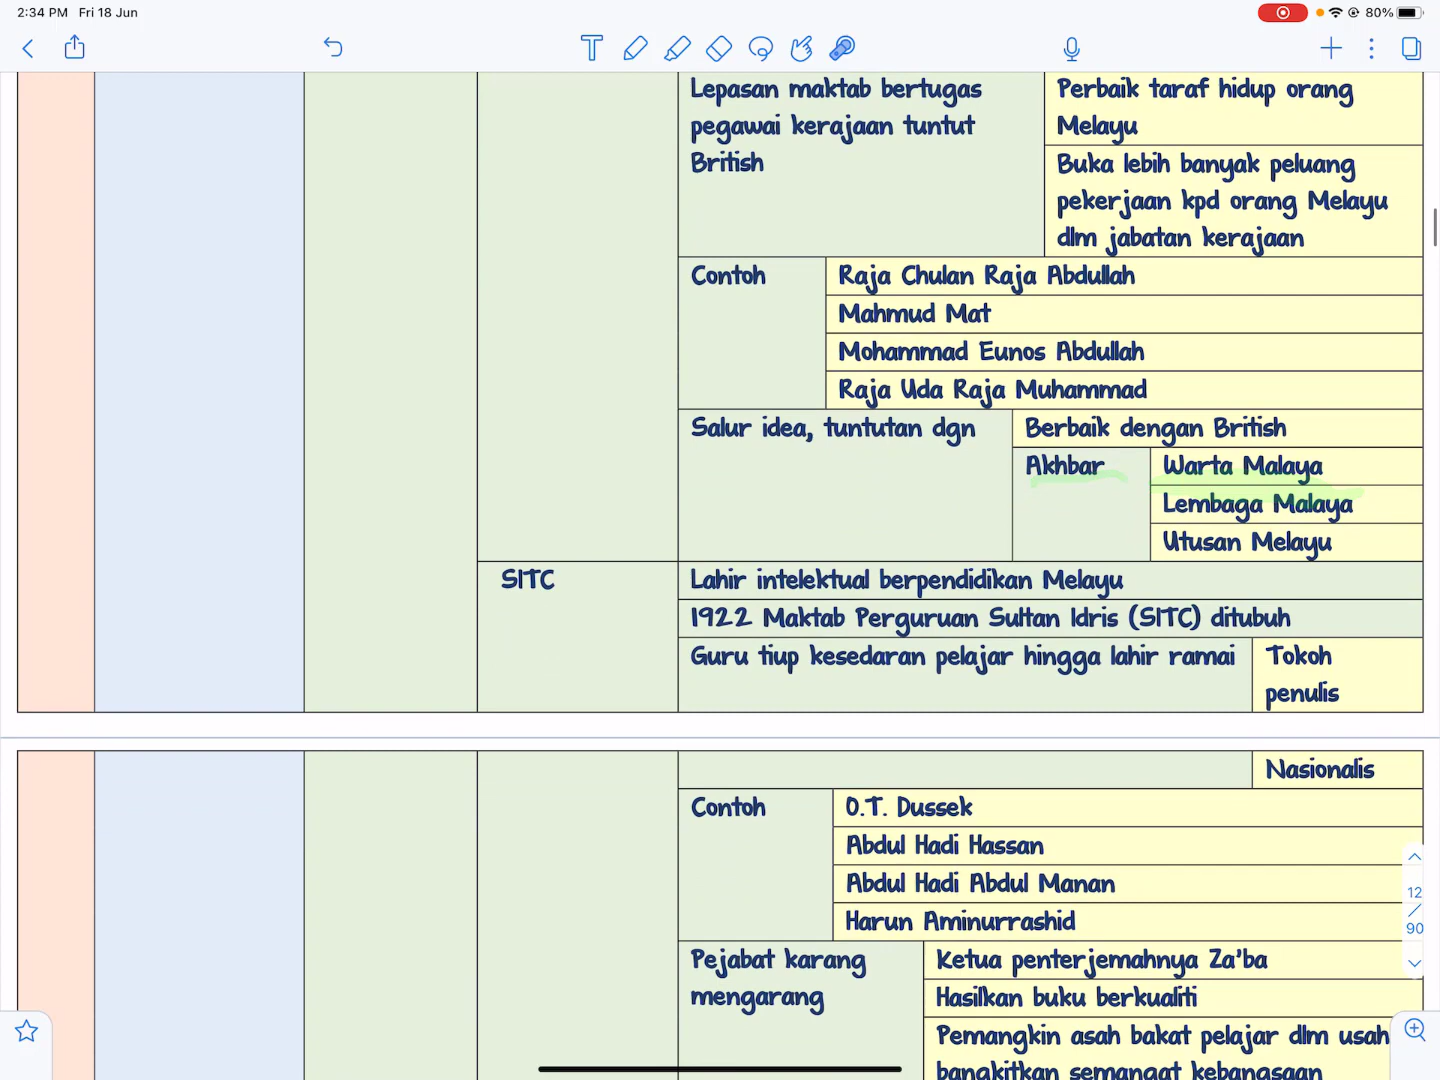 2:34 PM Fri 18 Jun
80%
Lepasan maktab bertugas
pegawai kerajaan tuntut
British
Perbaik taraf hidup orang
Melayu
Buka lebih banyak peluang
pekerjaan kpd orang Melayu
dlm jabatan kerajaan
Contoh
Raja Chulan Raja Abdullah
Mahmud Mat
Mohammad Eunos Abdullah
Raja Uda Raja Muhammad
Salur idea, tuntutan dgn
Berbaik dengan British
Akhbar
Warta Malaya
Lembaga Malaya
Utusan Melayu
SITC
Lahir intelektual berpendidikan Melayu
1922 Maktab Perguruan Sultan Idris (SITC) ditubuh
Guru tiup kesedaran pelajar hingga lahir ramai
Tokoh
penulis
Nasionalis
Contoh
O.T. Dussek
Abdul Hadi Hassan
Abdul Hadi Abdul Manan
Harun Aminurrashid
12
/
90
Pejabat karang
mengarang
Ketua penterjemahnya Za'ba
Hasilkan buku berkualiti
Pemangkin asah bakat pelajar dlm usah
bangkitkan semangat kebangsaan